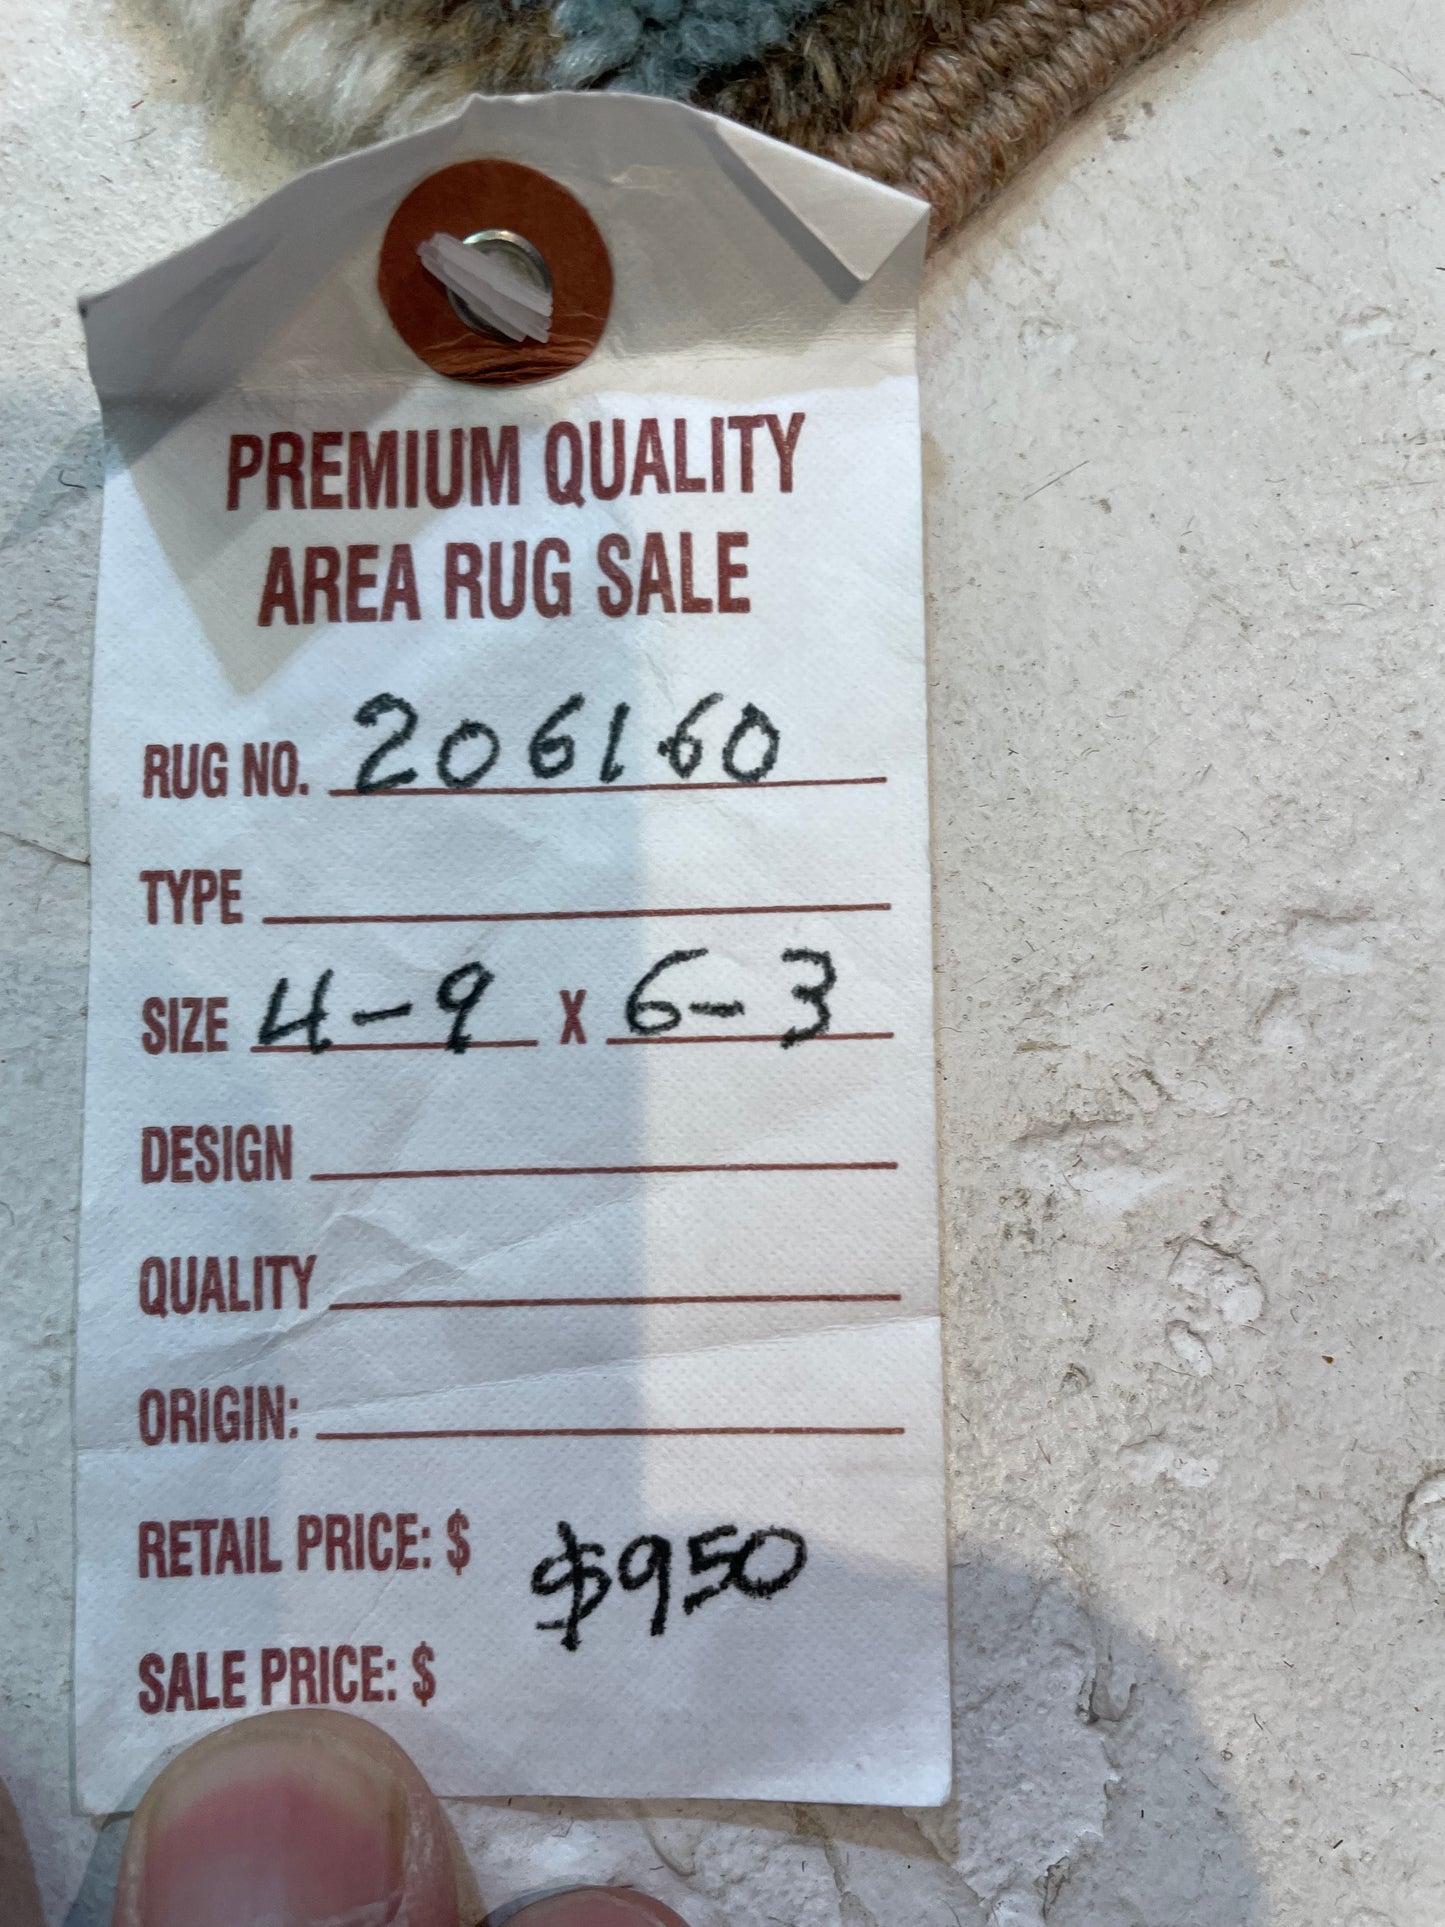 PREMIUM QUALITY
AREA RUG SALE
RUG NO. 206160
TYPE
SIZE 4-9 X 6-3
DESIGN
QUALITY
ORIGIN:
RETAIL PRICE: $ $950
SALE PRICE: $